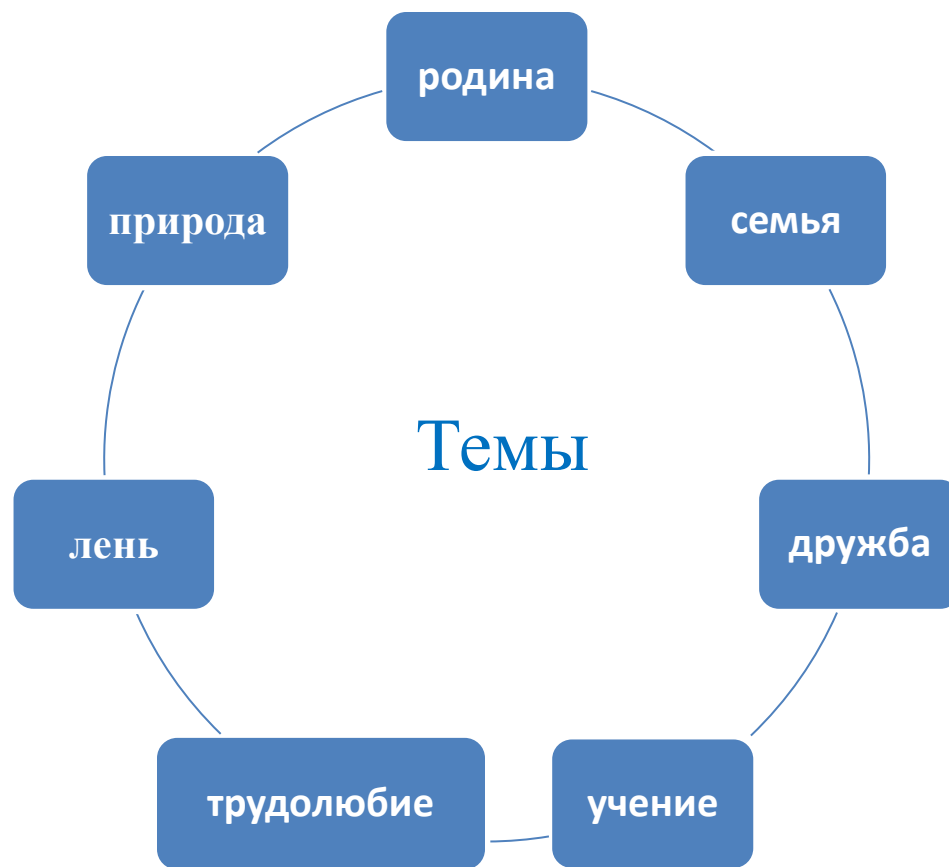 родина
природа
семья
Темы
лень
дружба
трудолюбие
учение